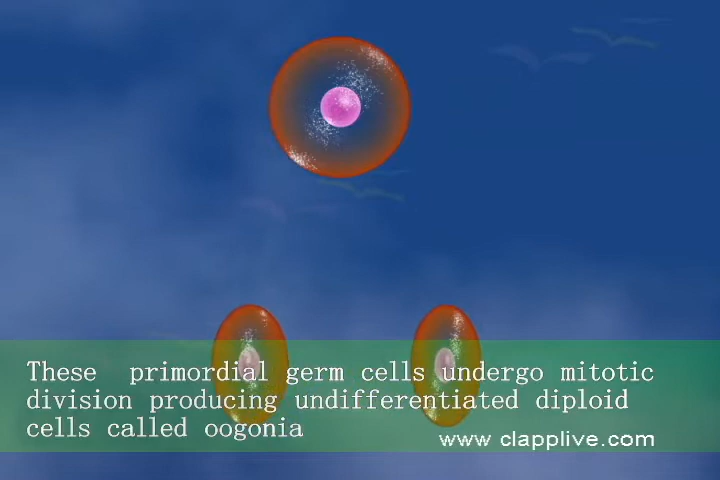 These primordial germ cells undergo mitotic
division producing undifferentiated diploid
cells called oogonia
www clapplive.com